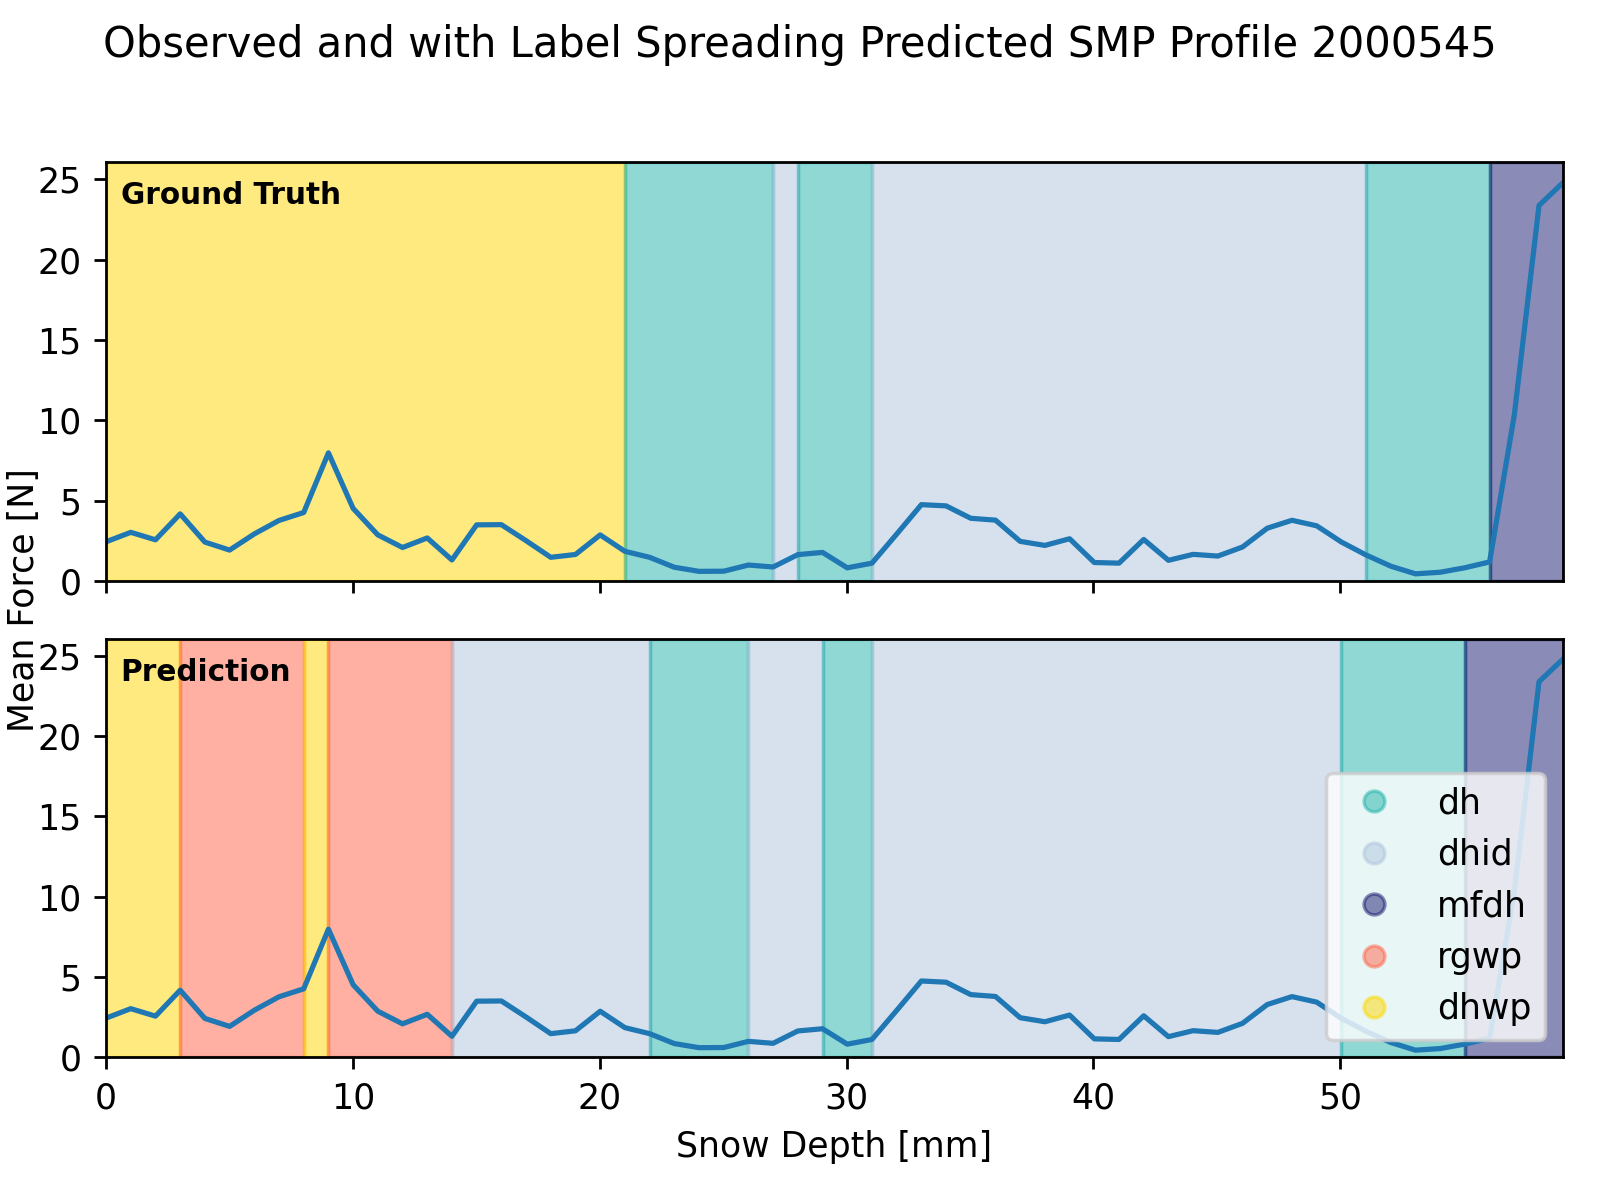 Observed and with Label Spreading Predicted SMP Profile 2000545
Mean Force [N]
25
20
15
10
5
0
Ground Truth
25
20
15
10
5
0
Prediction
dh
dhid
mfdh
rgwp
dhwp
0 10 20 30 40 50
Snow Depth [mm]